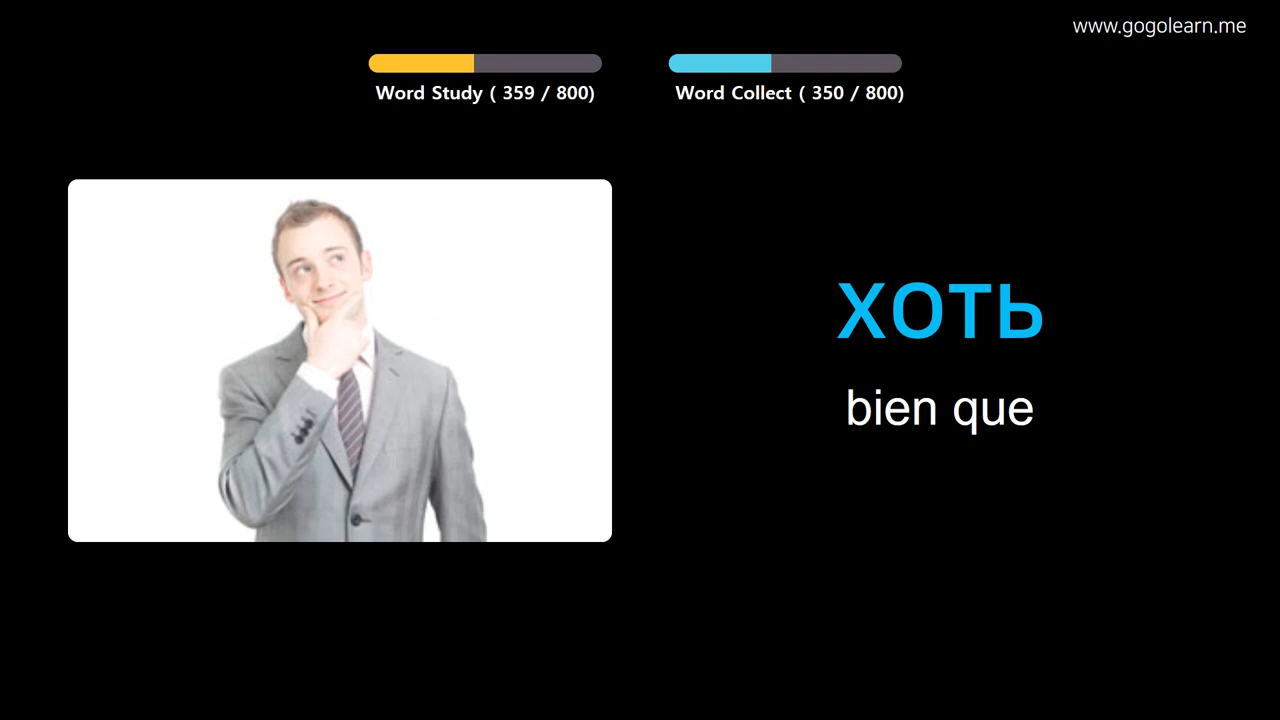 www.gogolearn.me
Word Study ( 359 / 800)
Word Collect ( 350 / 800)
хоть
bien que